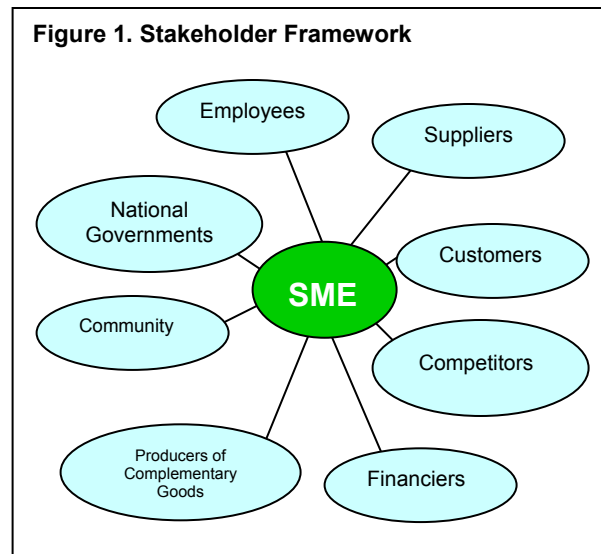 Figure 1. Stakeholder Framework
Employees
Suppliers
National
Governments
Customers
SME
Community
Competitors
Producers of
Complementary
Goods
Financiers